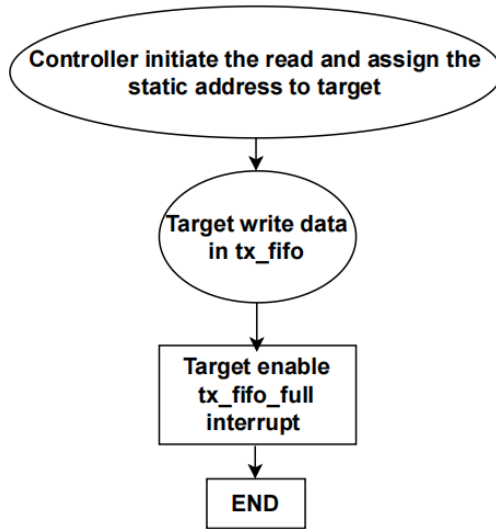 Controller initiate the read and assign the
static address to target
Target write data
in tx_fifo
Target enable
tx_fifo_full
interrupt
END